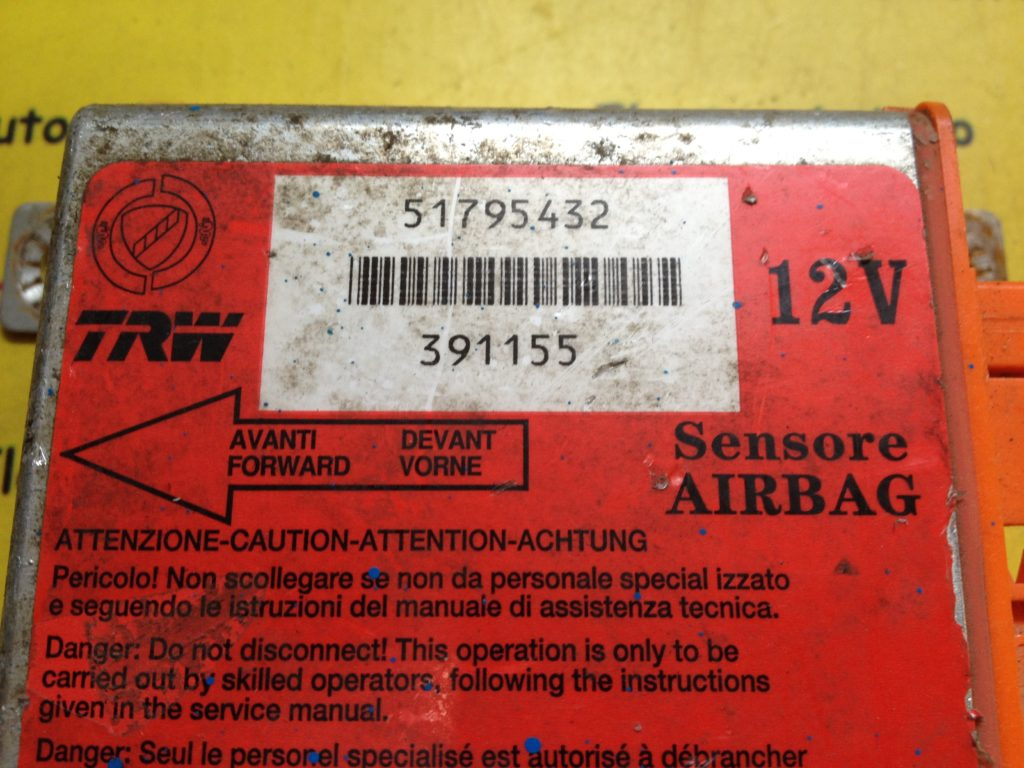 uto
o
51795432
391155
12V
TRW
AVANTI DEVANT
FORWARD VORNE
Sensore
AIRBAG
ATTENZIONE-CAUTION-ATTENTION-ACHTUNG
Pericolo! Non scollegare se non da personale special izzato
e seguendo le istruzioni del manuale di assistenza tecnica.
Danger: Do not disconnect! This operation is only to be
carried out by skilled operators, following the instructions
given in the service manual.
Danger: Seul le personel specialisé est autorisé à débrancher